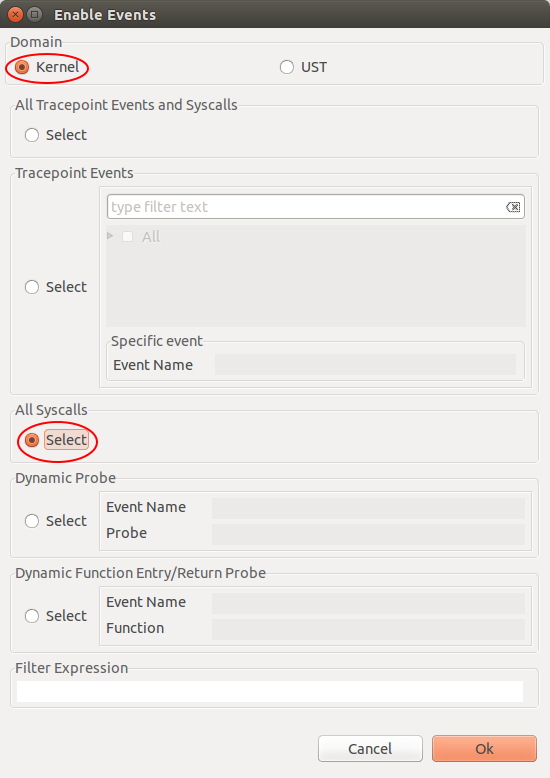 Enable Events
Domain
Kernel UST
All Tracepoint Events and Syscalls
Select
Tracepoint Events
type filter text
All
Select
Specific event
Event Name
All Syscalls
Select
Dynamic Probe
Event Name
Select
Probe
Dynamic Function Entry/Return Probe
Event Name
Select
Function
Filter Expression
Cancel Ok